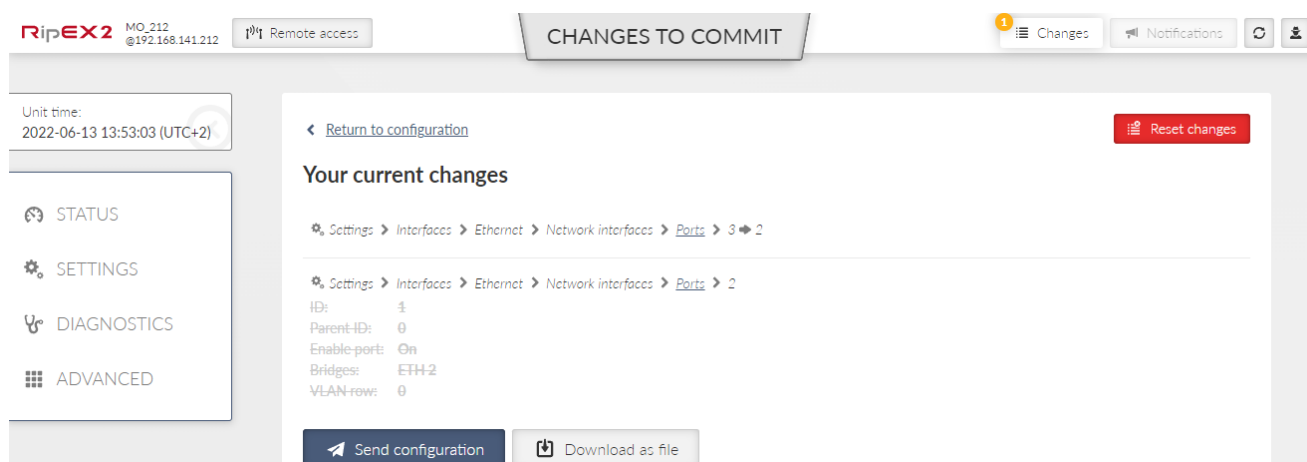 RipEX2
MO_212
@192.168.141.212
Remote access
CHANGES TO COMMIT
1
Changes
Notifications
Unit time:
2022-06-13 13:53:03 (UTC+2)
STATUS
SETTINGS
DIAGNOSTICS
ADVANCED
Return to configuration
Reset changes
Your current changes
Settings > Interfaces > Ethernet > Network interfaces > Ports > 3 → 2
Settings > Interfaces > Ethernet > Network interfaces > Ports > 2
ID: 1
Parent ID: 0
Enable port: On
Bridges: ETH 2
VLAN row: 0
Send configuration
Download as file